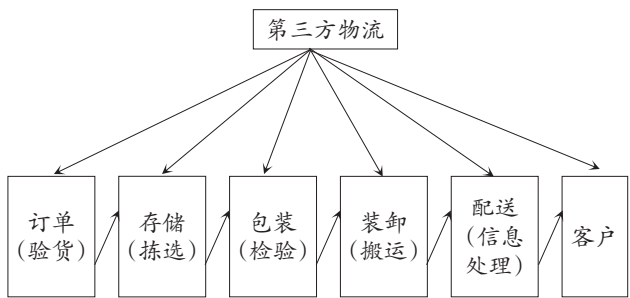 第三方物流
订单
(验货)
存储
(拣选)
包装
(检验)
装卸
(搬运)
配送
(信息
处理)
客户